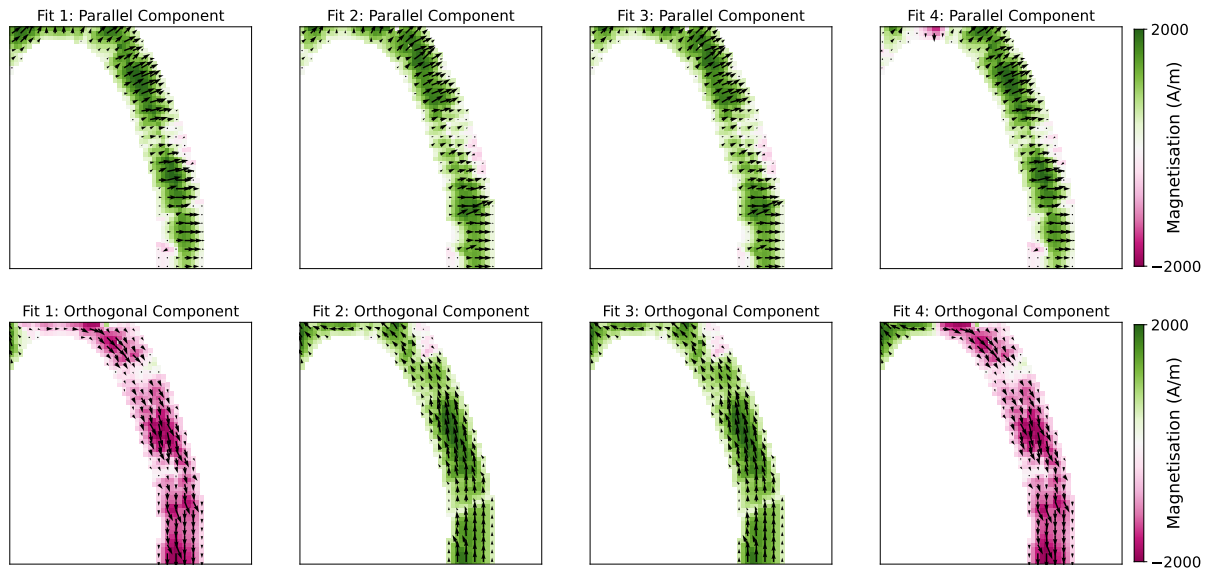 Fit 1: Parallel Component
Fit 2: Parallel Component
Fit 3: Parallel Component
Fit 4: Parallel Component
2000
Magnetisation (A/m)
−2000
Fit 1: Orthogonal Component
Fit 2: Orthogonal Component
Fit 3: Orthogonal Component
Fit 4: Orthogonal Component
2000
Magnetisation (A/m)
−2000